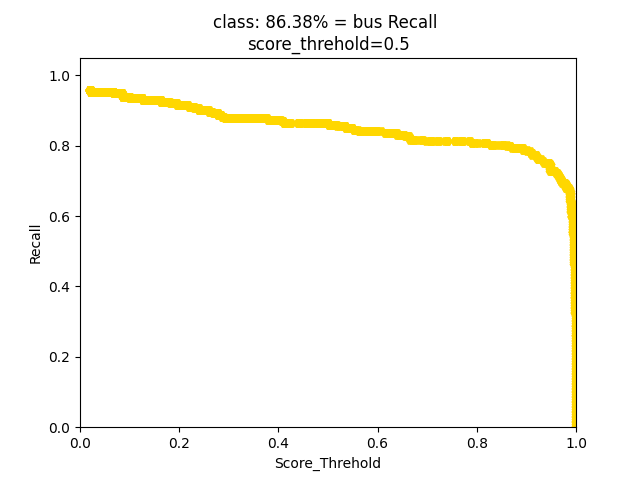 class: 86.38% = bus Recall
score_threhold=0.5
1.0
0.8
0.6
0.4
0.2
0.0
Recall
0.0 0.2 0.4 0.6 0.8 1.0
Score_Threhold